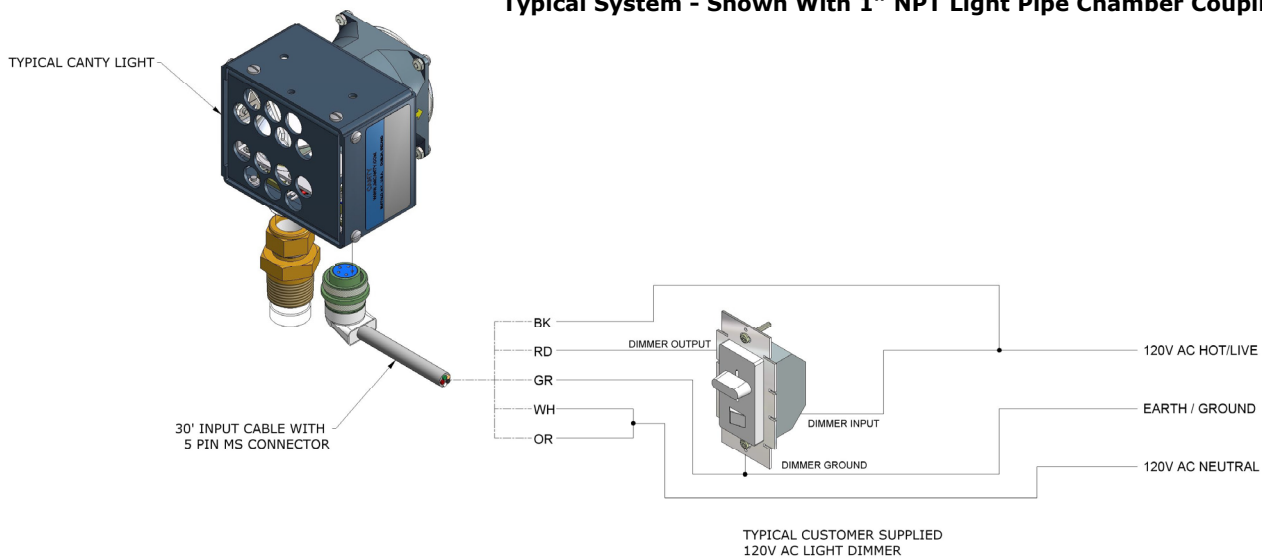 Typical System - Shown With 1" NPT Light Pipe Chamber
TYPICAL CANTY LIGHT
BK
RD
GR
WH
OR
DIMMER OUTPUT
DIMMER INPUT
DIMMER GROUND
120V AC HOT/LIVE
EARTH / GROUND
120V AC NEUTRAL
30' INPUT CABLE WITH
5 PIN MS CONNECTOR
TYPICAL CUSTOMER SUPPLIED
120V AC LIGHT DIMMER